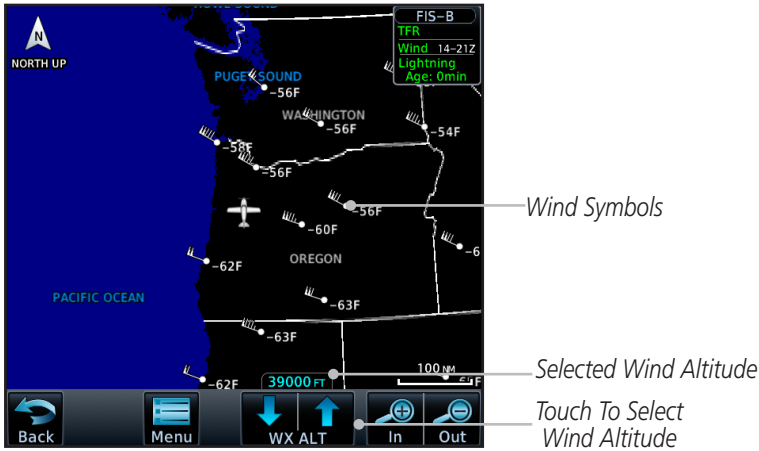 FIS-B
TFR
Wind 14-21Z
Lightning
Age: 0min
N
NORTH UP
PUGET SOUND
-56F
WASHINGTON
-56F
-54F
-58F
-56F
-56F
-60F
-62F
OREGON
-6
PACIFIC OCEAN
-63F
-63F
-62F
39000 FT
100 NM
Back
Menu
WX ALT
In
Out
Wind Symbols
Selected Wind Altitude
Touch To Select
Wind Altitude